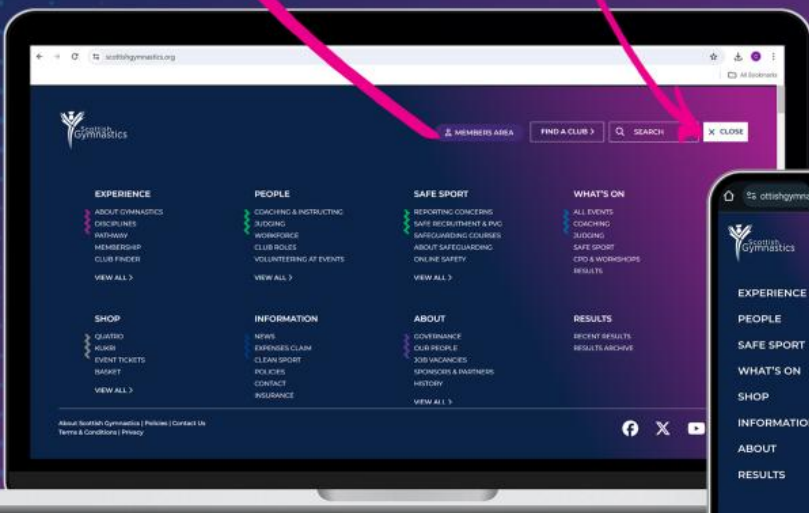 scottishgymnastics.org
All Bookmarks
Scottish
Gymnastics
MEMBERS AREA
FIND A CLUB >
SEARCH
X CLOSE
EXPERIENCE
ABOUT GYMNASTICS
DISCIPLINES
PATHWAY
MEMBERSHIP
CLUB FINDER
VIEW ALL >
PEOPLE
COACHING & INSTRUCTING
JUDGING
WORKFORCE
CLUB ROLES
VOLUNTEERING AT EVENTS
VIEW ALL >
SAFE SPORT
REPORTING CONCERNS
SAFE RECRUITMENT & PVG
SAFEGUARDING COURSES
ABOUT SAFEGUARDING
ONLINE SAFETY
VIEW ALL >
WHAT'S ON
ALL EVENTS
COACHING
JUDGING
SAFE SPORT
CPD & WORKSHOPS
RESULTS
SHOP
QUATRO
KUKRI
EVENT TICKETS
BASKET
VIEW ALL >
INFORMATION
NEWS
EXPENSES CLAIM
CLEAN SPORT
POLICIES
CONTACT
INSURANCE
ABOUT
GOVERNANCE
OUR PEOPLE
JOB VACANCIES
SPONSORS & PARTNERS
HISTORY
VIEW ALL >
RESULTS
RECENT RESULTS
RESULTS ARCHIVE
About Scottish Gymnastics | Policies | Contact Us
Terms & Conditions | Privacy
ottishgymna
Scottish
Gymnastics
EXPERIENCE
PEOPLE
SAFE SPORT
WHAT'S ON
SHOP
INFORMATION
ABOUT
RESULTS